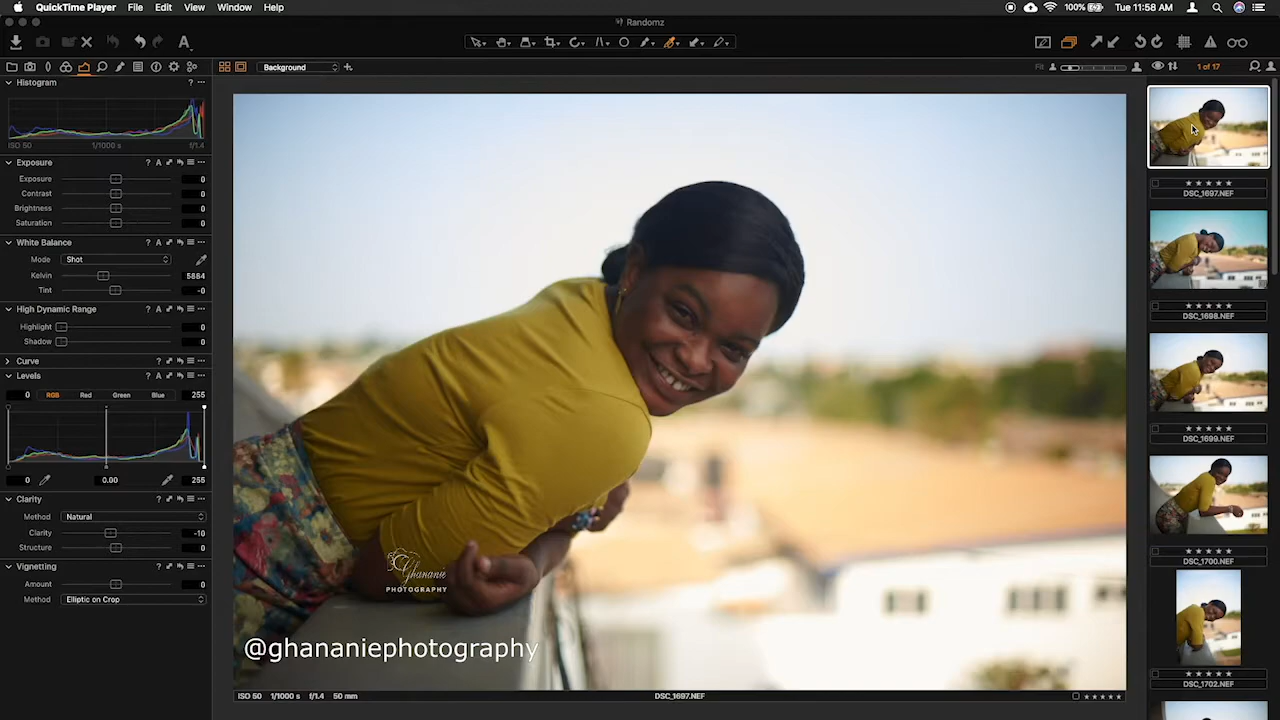 QuickTime Player File Edit View Window Help 100% Tue 11:58 AM
Randomz
A
Background
Fit
1 of 17
Histogram ?
ISO 50 1/1000 s f/1.4
Exposure ? A
Exposure 0
Contrast 0
Brightness 0
Saturation 0
White Balance ? A
Mode Shot
Kelvin 5884
Tint -0
High Dynamic Range ? A
Highlight 0
Shadow 0
Curve ? A
Levels ? A
0 RGB Red Green Blue 255
0 0.00 255
Clarity ?
Method Natural
Clarity -10
Structure 0
Vignetting ?
Amount 0
Method Elliptic on Crop
Ghananie
PHOTOGRAPHY
@ghananiephotography
ISO 50 1/1000 s f/1.4 50 mm DSC_1697.NEF
DSC_1697.NEF
DSC_1698.NEF
DSC_1699.NEF
DSC_1700.NEF
DSC_1702.NEF